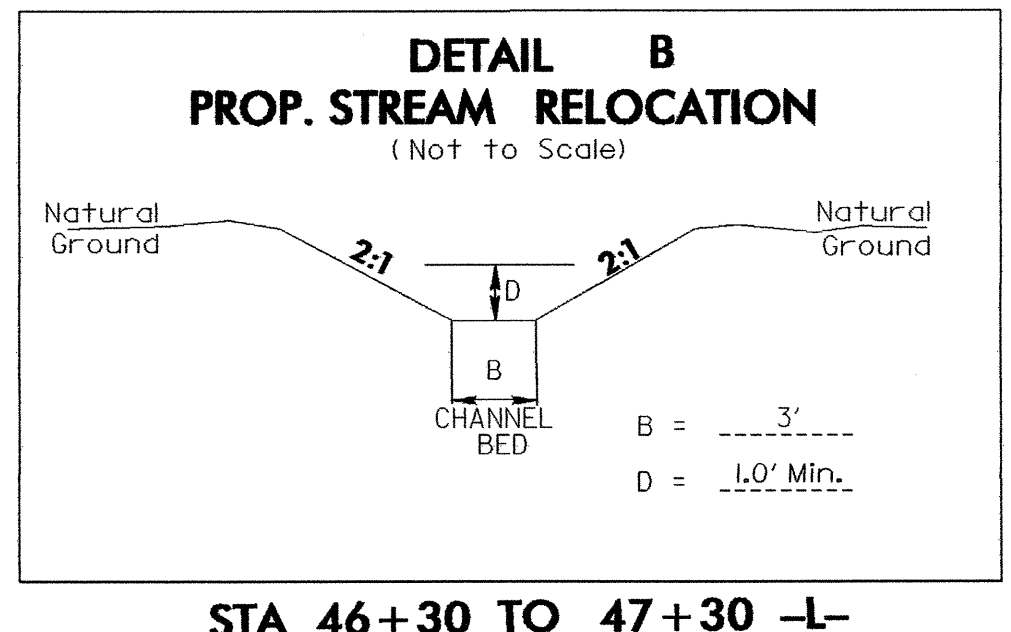 DETAIL B
PROP. STREAM RELOCATION
(Not to Scale)
Natural
Ground
Natural
Ground
2:1
2:1
D
B
CHANNEL
BED
B = 3'
D = 1.0' Min.
STA 46+30 TO 47+30 -L-